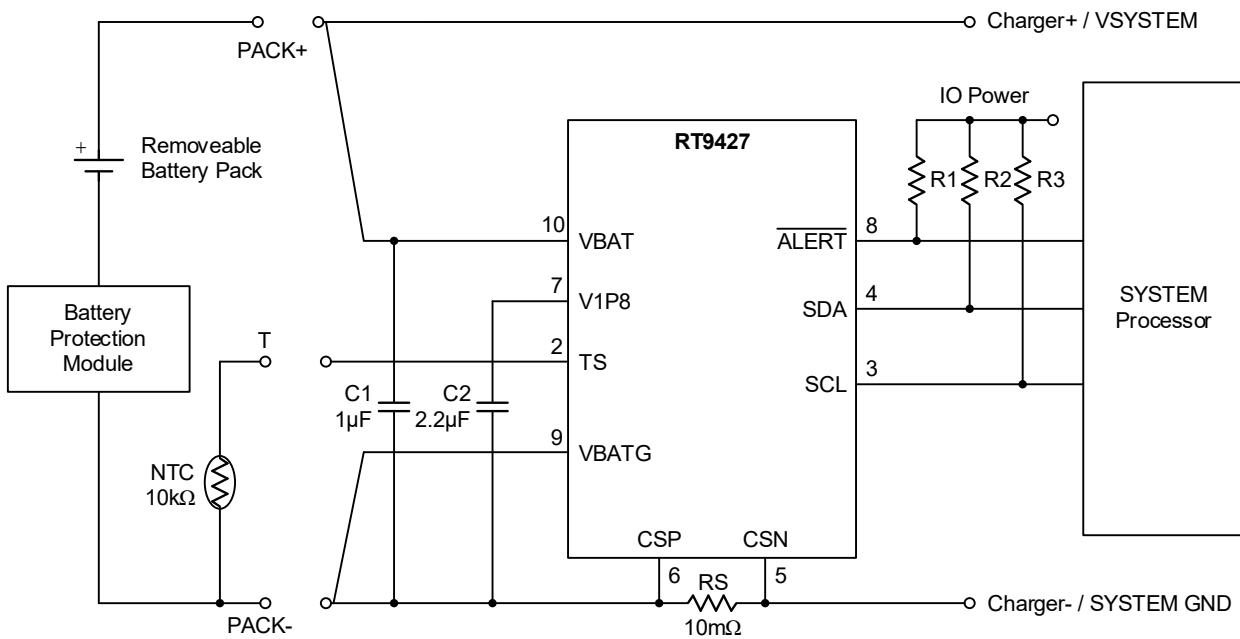 Charger+ / VSYSTEM
PACK+
IO Power
RT9427
+
Removeable
Battery Pack
R1
R2
R3
10
VBAT
ALERT
8
7
V1P8
SDA
4
SYSTEM
Processor
Battery
Protection
Module
T
2
TS
SCL
3
C1
1µF
C2
2.2µF
9
VBATG
NTC
10kΩ
CSP
CSN
6
RS
5
10mΩ
PACK-
Charger- / SYSTEM GND